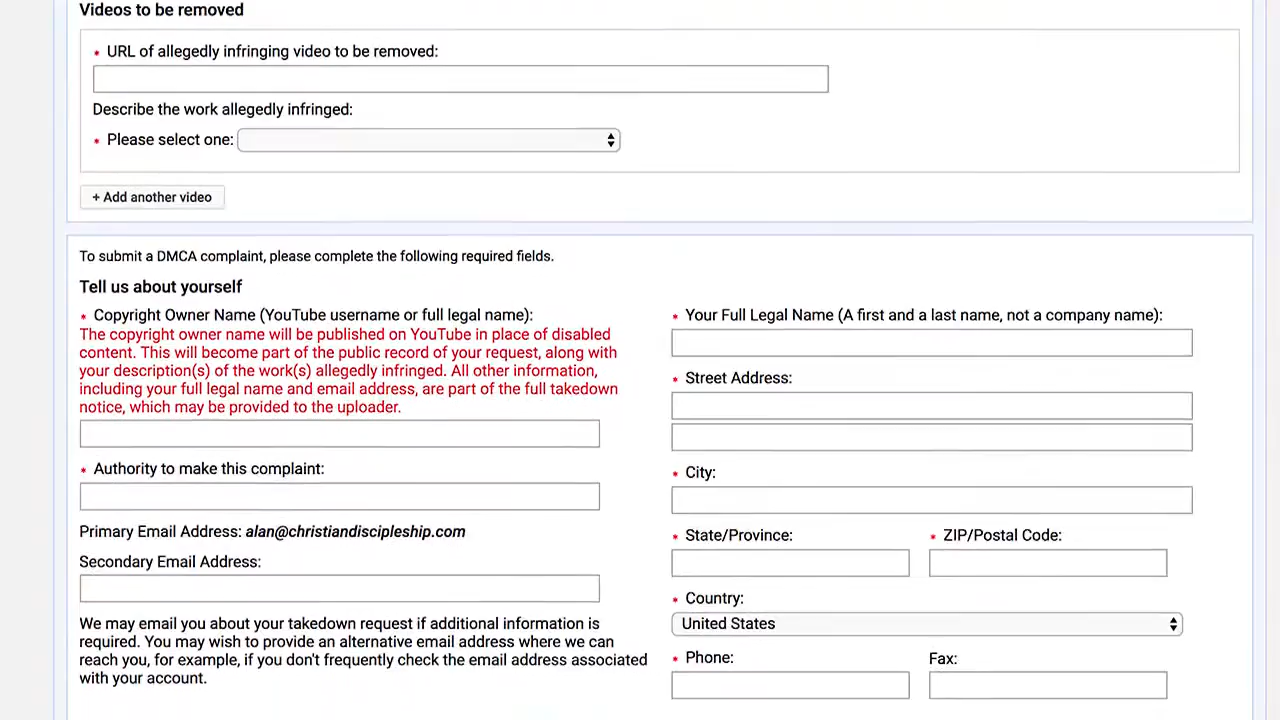 Videos to be removed
* URL of allegedly infringing video to be removed:
Describe the work allegedly infringed:
* Please select one:
+ Add another video
To submit a DMCA complaint, please complete the following required fields.
Tell us about yourself
* Copyright Owner Name (YouTube username or full legal name):
The copyright owner name will be published on YouTube in place of disabled
content. This will become part of the public record of your request, along with
your description(s) of the work(s) allegedly infringed. All other information,
including your full legal name and email address, are part of the full takedown
notice, which may be provided to the uploader.
* Authority to make this complaint:
Primary Email Address: alan@christiandiscipleship.com
Secondary Email Address:
We may email you about your takedown request if additional information is
required. You may wish to provide an alternative email address where we can
reach you, for example, if you don't frequently check the email address associated
with your account.
* Your Full Legal Name (A first and a last name, not a company name):
* Street Address:
* City:
* State/Province:
* ZIP/Postal Code:
* Country:
United States
* Phone:
Fax: